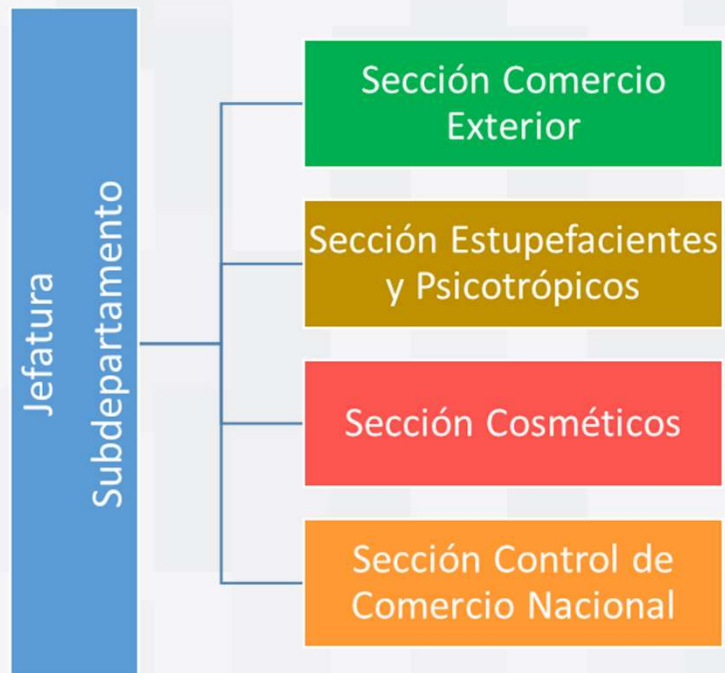 Jefatura
Subdepartamento
Sección Comercio
Exterior
Sección Estupefacientes
y Psicotrópicos
Sección Cosméticos
Sección Control de
Comercio Nacional